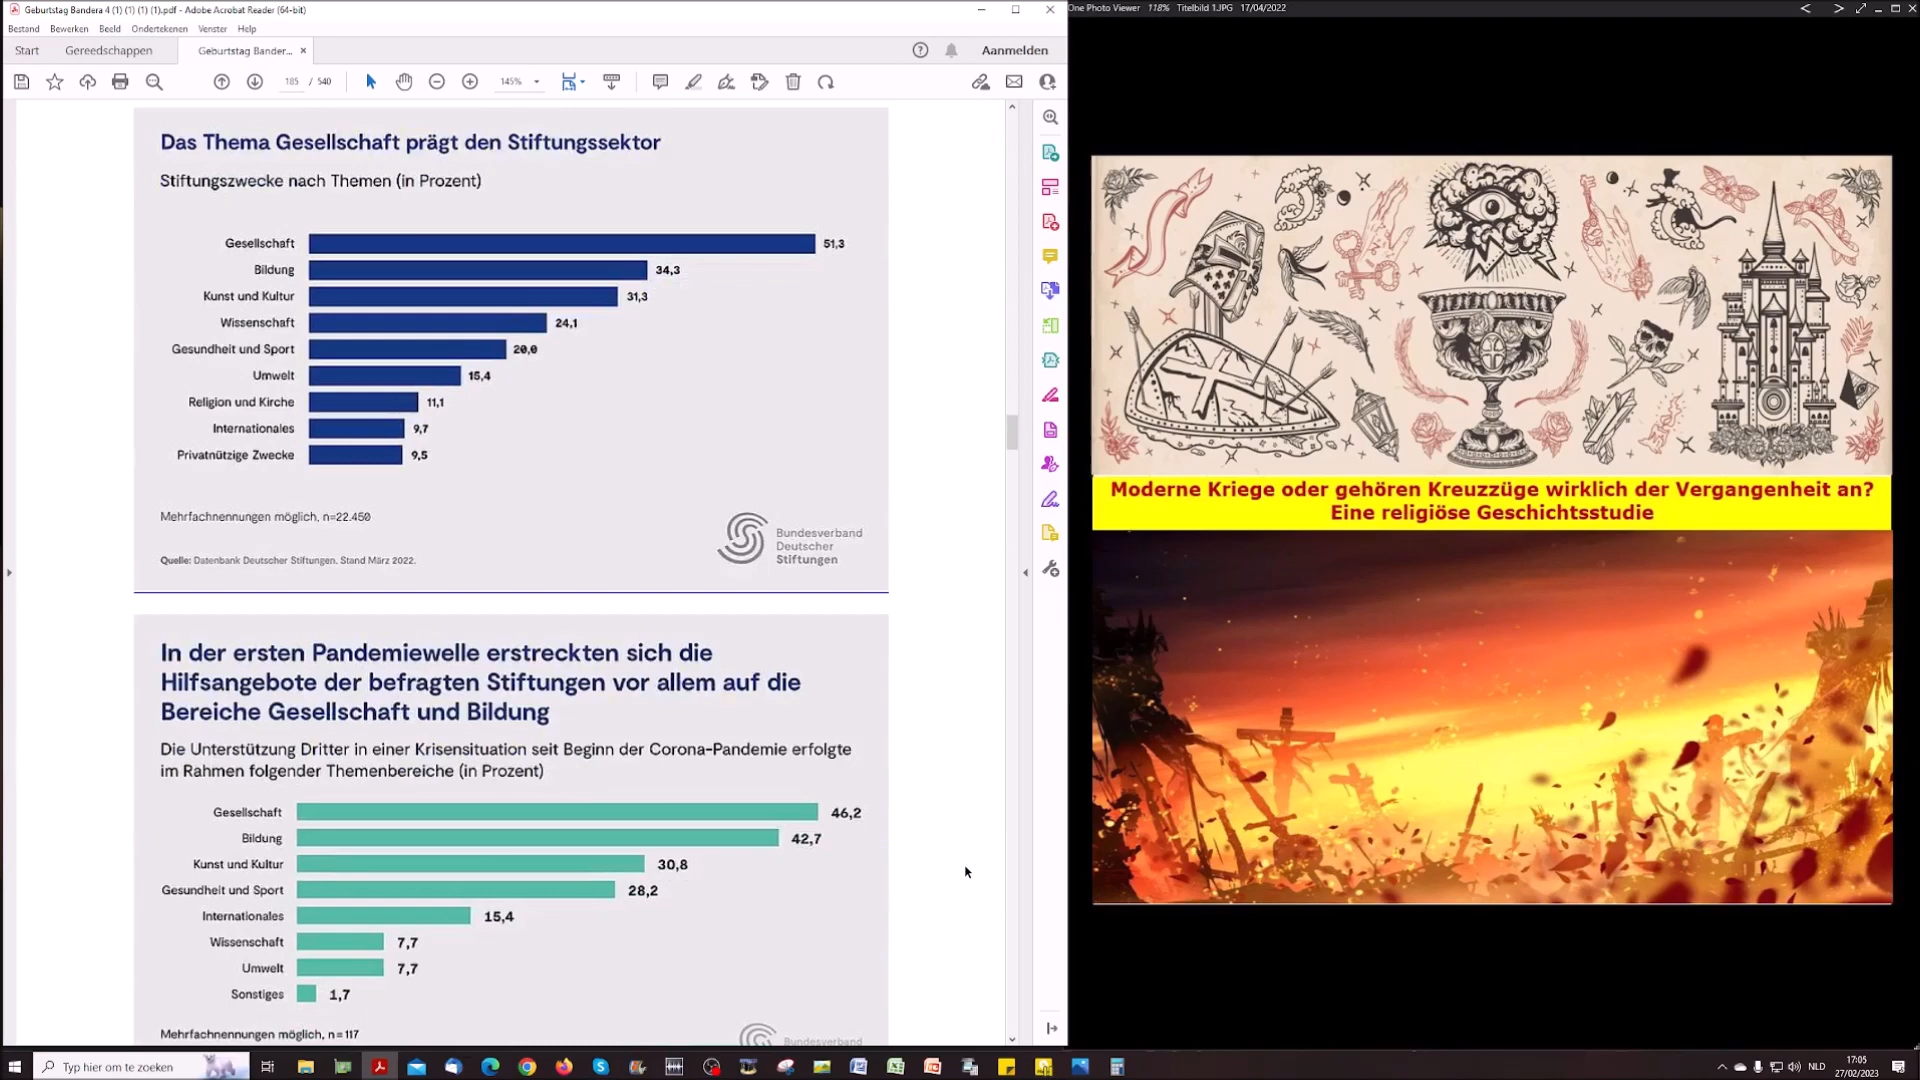 Geburtstag Bandera 4 (1) (1) (1) (1).pdf - Adobe Acrobat Reader (64-bit)
Bestand Bewerken Beeld Ondertekenen Venster Help
Start Gereedschappen Geburtstag Bander... Aanmelden
185 / 540 145%
Das Thema Gesellschaft prägt den Stiftungssektor
Stiftungszwecke nach Themen (in Prozent)
Gesellschaft 51,3
Bildung 34,3
Kunst und Kultur 31,3
Wissenschaft 24,1
Gesundheit und Sport 20,0
Umwelt 15,4
Religion und Kirche 11,1
Internationales 9,7
Privatnützige Zwecke 9,5
Mehrfachnennungen möglich, n=22.450
Quelle: Datenbank Deutscher Stiftungen. Stand März 2022.
Bundesverband
Deutscher
Stiftungen
In der ersten Pandemiewelle erstreckten sich die
Hilfsangebote der befragten Stiftungen vor allem auf die
Bereiche Gesellschaft und Bildung
Die Unterstützung Dritter in einer Krisensituation seit Beginn der Corona-Pandemie erfolgte
im Rahmen folgender Themenbereiche (in Prozent)
Gesellschaft 46,2
Bildung 42,7
Kunst und Kultur 30,8
Gesundheit und Sport 28,2
Internationales 15,4
Wissenschaft 7,7
Umwelt 7,7
Sonstiges 1,7
Mehrfachnennungen möglich, n=117
Bundesverband
One Photo Viewer 118% Titelbild 1.JPG 17/04/2022
Moderne Kriege oder gehören Kreuzzüge wirklich der Vergangenheit an?
Eine religiöse Geschichtsstudie
Typ hier om te zoeken
NLD
17:05
27/02/2023